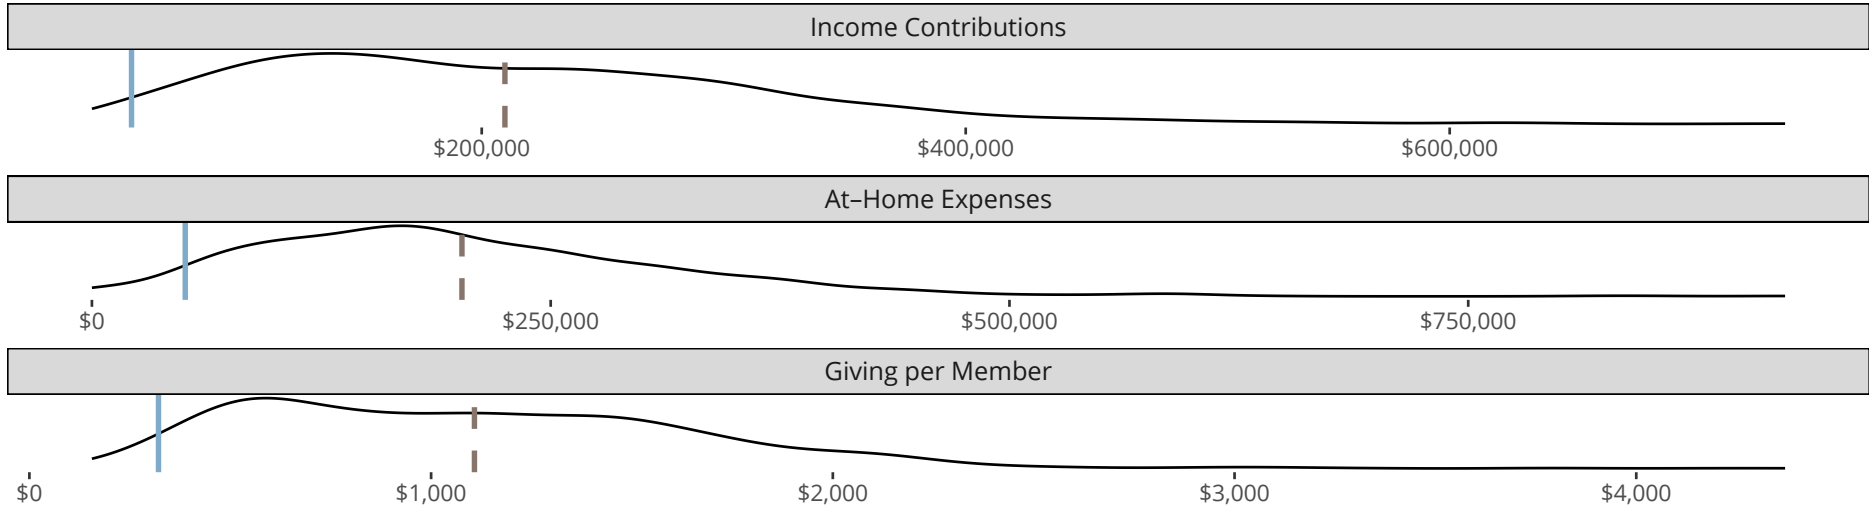 Income Contributions
$200,000 $400,000 $600,000
At–Home Expenses
$0 $250,000 $500,000 $750,000
Giving per Member
$0 $1,000 $2,000 $3,000 $4,000